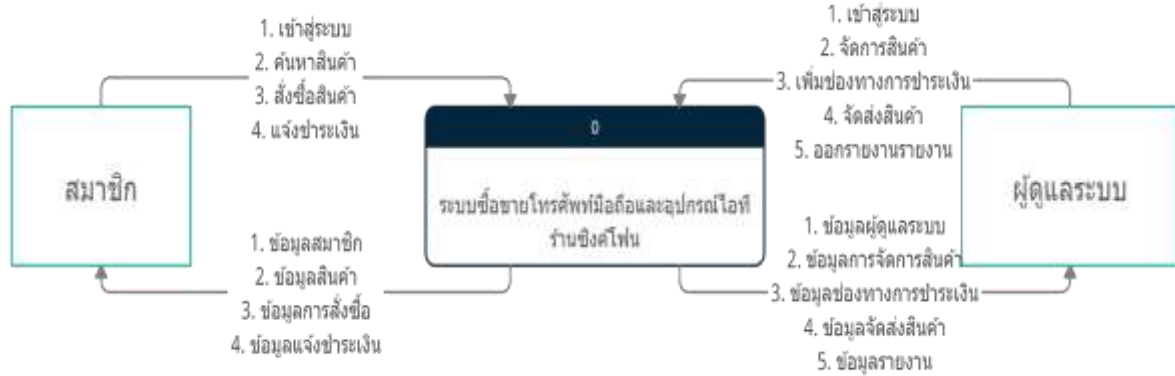 1. เข้าสู่ระบบ
2. ค้นหาสินค้า
3. สั่งซื้อสินค้า
4. แจ้งชำระเงิน
1. เข้าสู่ระบบ
2. จัดการสินค้า
3. เพิ่มช่องทางการชำระเงิน
4. จัดส่งสินค้า
5. ออกรายงานรายงาน
สมาชิก
0
ระบบซื้อขายโทรศัพท์มือถือและอุปกรณ์ไอที
ร้านซิงค์โฟน
ผู้ดูแลระบบ
1. ข้อมูลสมาชิก
2. ข้อมูลสินค้า
3. ข้อมูลการสั่งซื้อ
4. ข้อมูลแจ้งชำระเงิน
1. ข้อมูลผู้ดูแลระบบ
2. ข้อมูลการจัดการสินค้า
3. ข้อมูลช่องทางการชำระเงิน
4. ข้อมูลจัดส่งสินค้า
5. ข้อมูลรายงาน